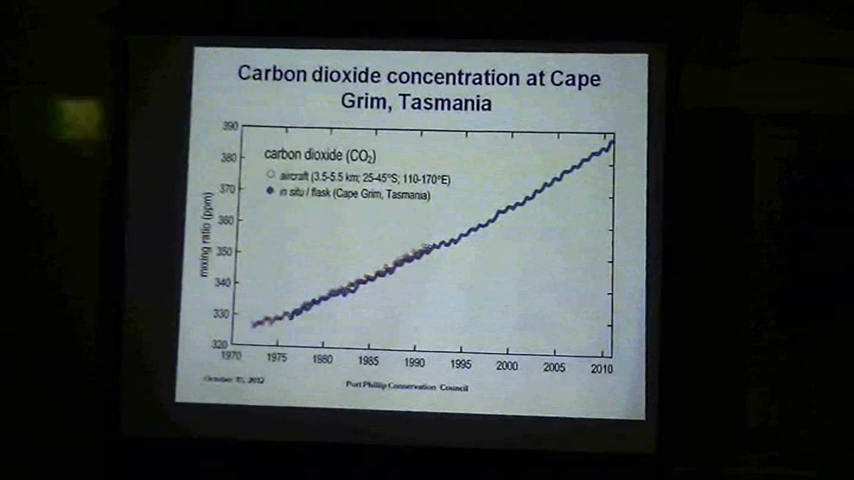 Carbon dioxide concentration at Cape
Grim, Tasmania
carbon dioxide (CO₂)
aircraft (3.5-5.5 km; 25-45°S; 110-170°E)
in situ / flask (Cape Grim, Tasmania)
mixing ratio (ppm)
390
380
370
360
350
340
330
320
1970 1975 1980 1985 1990 1995 2000 2005 2010
October 2012
Port Phillip Conservation Council